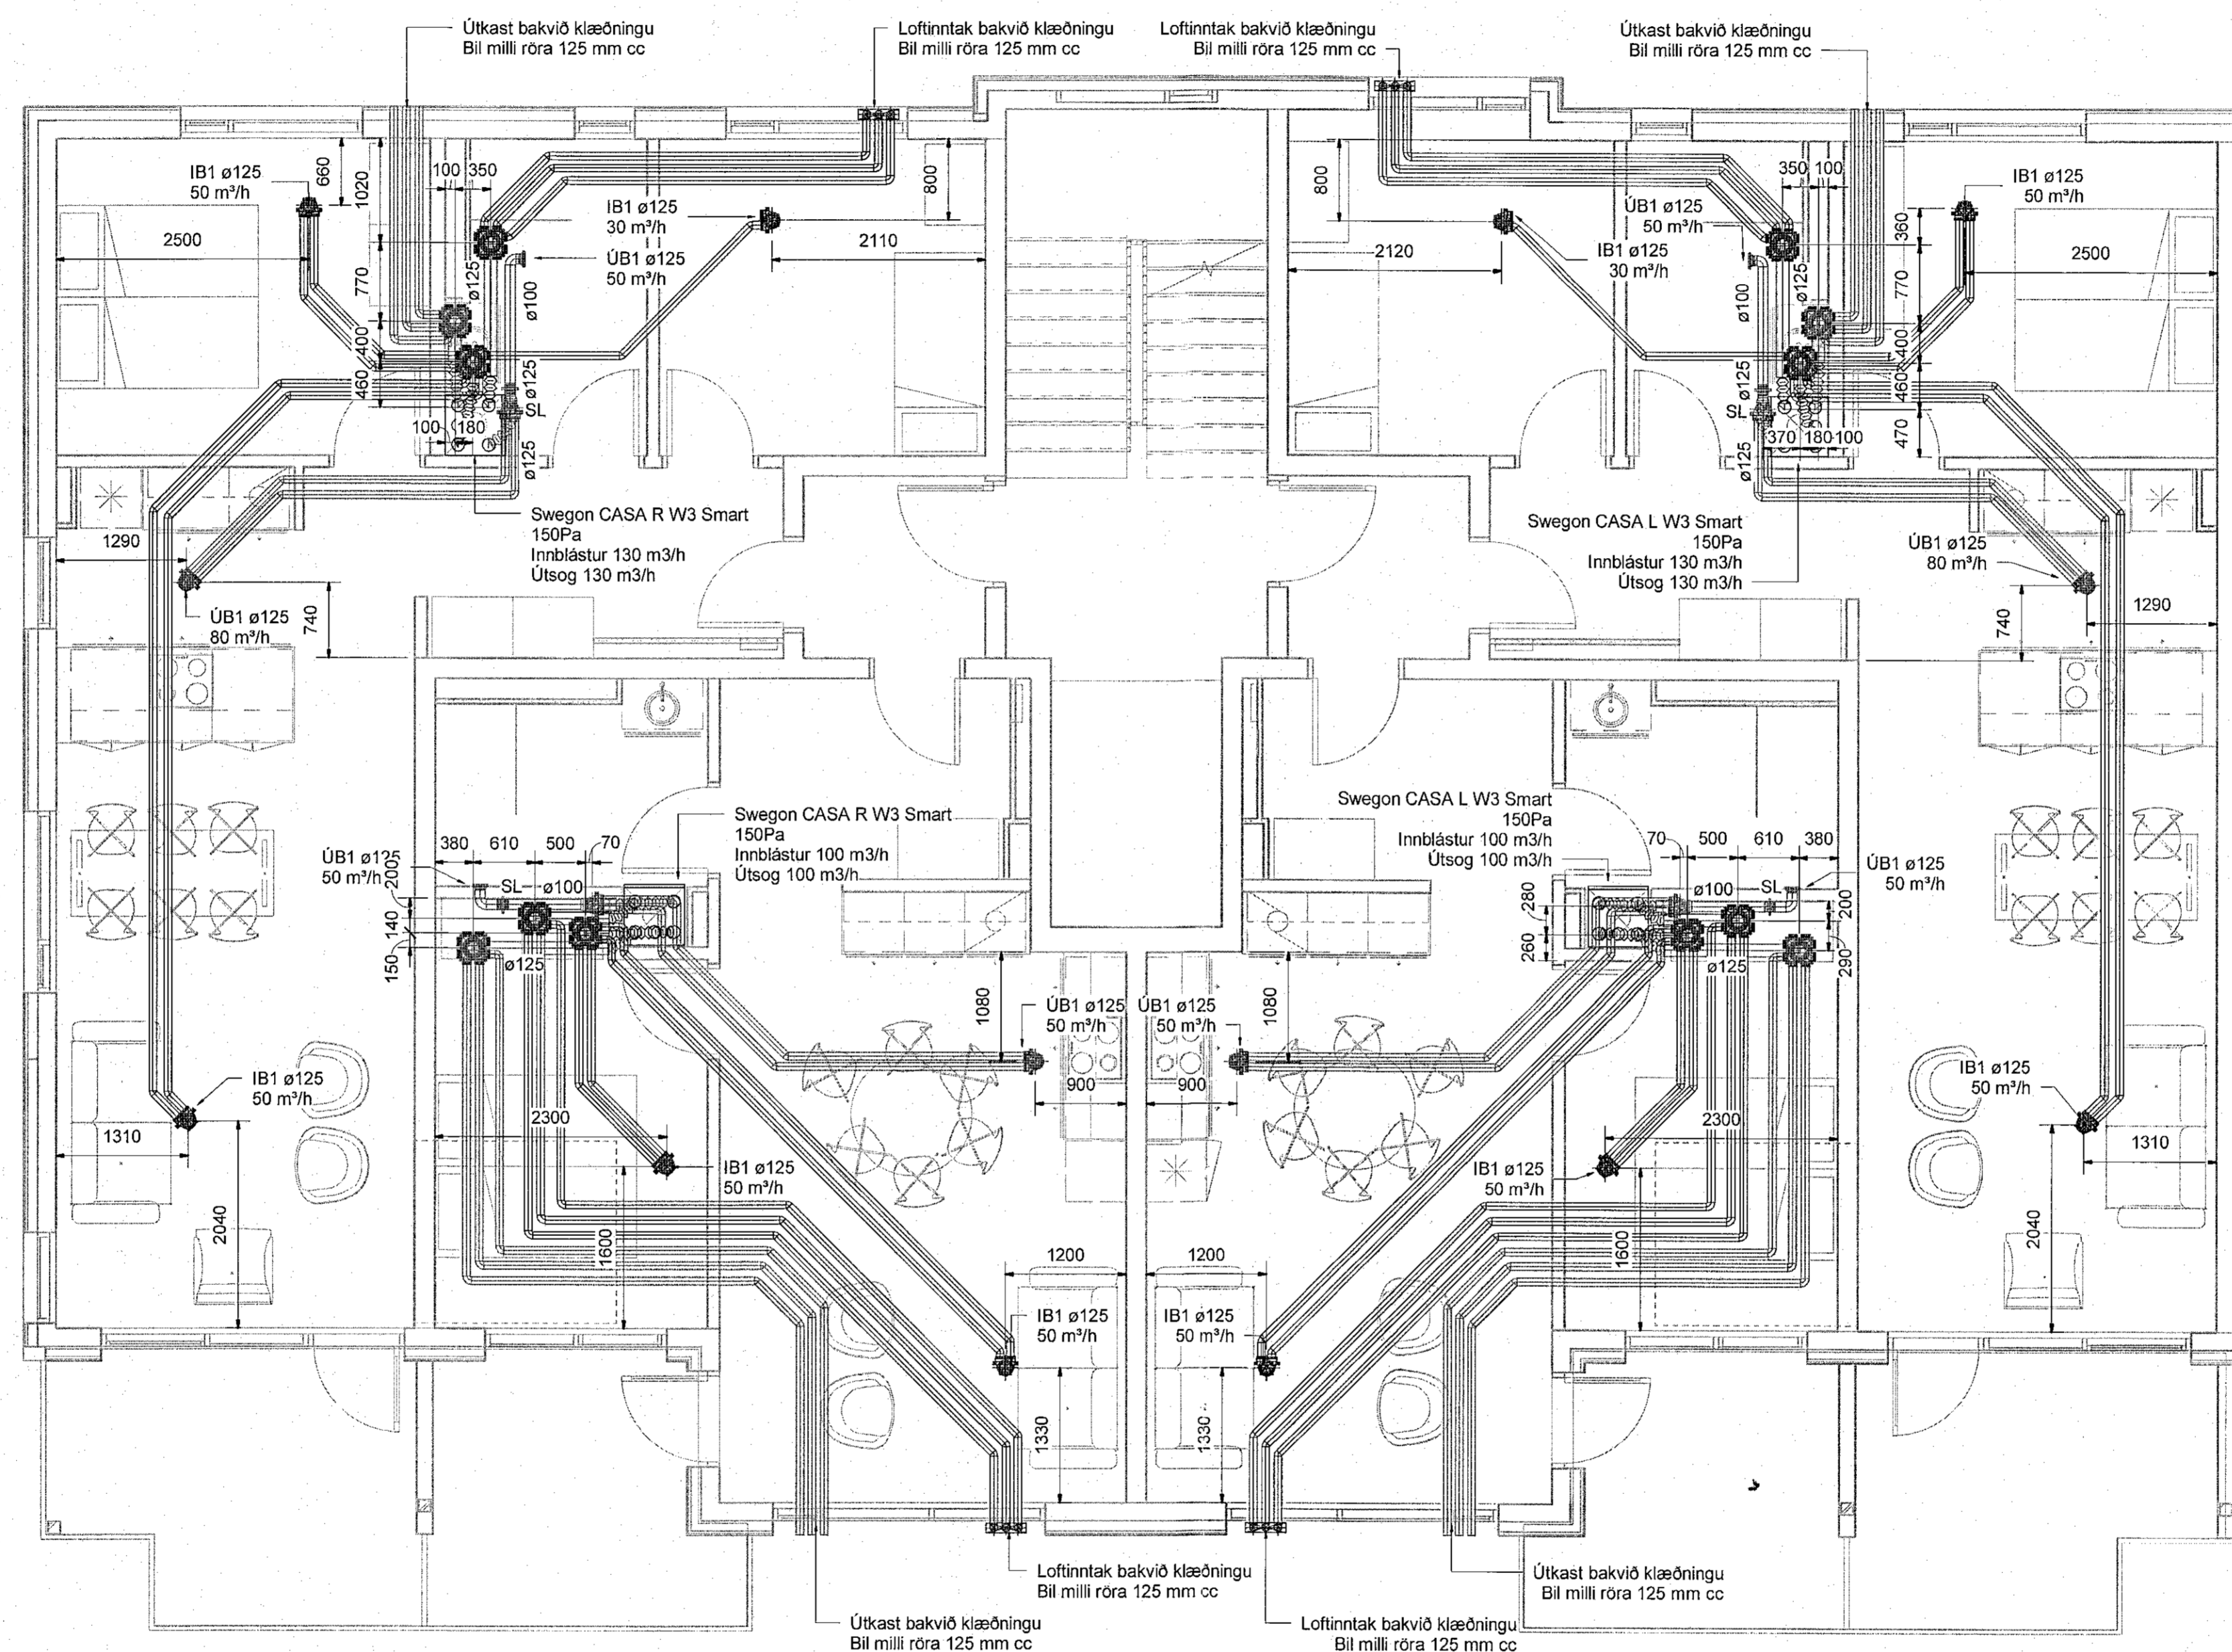 Útkast bakvið klæðningu
Bil milli röra 125 mm cc
Loftinntak bakvið klæðningu
Bil milli röra 125 mm cc
Loftinntak bakvið klæðningu
Bil milli röra 125 mm cc
Útkast bakvið klæðningu
Bil milli röra 125 mm cc
IB1 ø125
50 m³/h
660
1020
100
350
800
2500
IB1 ø125
30 m³/h
ÚB1 ø125
50 m³/h
2110
770
ø125
ø100
400
460
ø125
SL
100
180
ø125
Swegon CASA R W3 Smart
150Pa
Innblástur 130 m3/h
Útsog 130 m3/h
1290
ÚB1 ø125
80 m³/h
740
800
350
100
ÚB1 ø125
50 m³/h
IB1 ø125
30 m³/h
2120
IB1 ø125
50 m³/h
360
2500
770
ø125
ø100
400
460
ø125
SL
370
180
100
470
ø125
Swegon CASA L W3 Smart
150Pa
Innblástur 130 m3/h
Útsog 130 m3/h
ÚB1 ø125
80 m³/h
1290
740
Swegon CASA R W3 Smart
150Pa
Innblástur 100 m3/h
Útsog 100 m3/h
380
610
500
70
ÚB1 ø125
50 m³/h
200
SL
ø100
140
150
ø125
1080
ÚB1 ø125
50 m³/h
900
Swegon CASA L W3 Smart
150Pa
Innblástur 100 m3/h
Útsog 100 m3/h
70
500
610
380
ÚB1 ø125
50 m³/h
280
260
ø100
SL
200
290
ø125
ÚB1 ø125
50 m³/h
1080
900
IB1 ø125
50 m³/h
1310
2040
2300
IB1 ø125
50 m³/h
1600
1200
IB1 ø125
50 m³/h
1330
1200
IB1 ø125
50 m³/h
1330
2300
IB1 ø125
50 m³/h
1600
IB1 ø125
50 m³/h
1310
2040
Loftinntak bakvið klæðningu
Bil milli röra 125 mm cc
Útkast bakvið klæðningu
Bil milli röra 125 mm cc
Útkast bakvið klæðningu
Bil milli röra 125 mm cc
Loftinntak bakvið klæðningu
Bil milli röra 125 mm cc